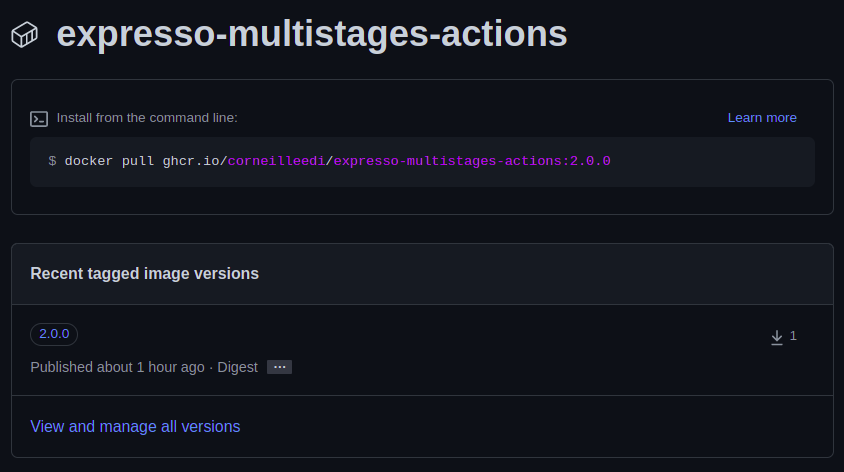 expresso-multistages-actions
Install from the command line:
Learn more
$ docker pull ghcr.io/corneilleedi/expresso-multistages-actions:2.0.0
Recent tagged image versions
2.0.0
1
Published about 1 hour ago · Digest ···
View and manage all versions